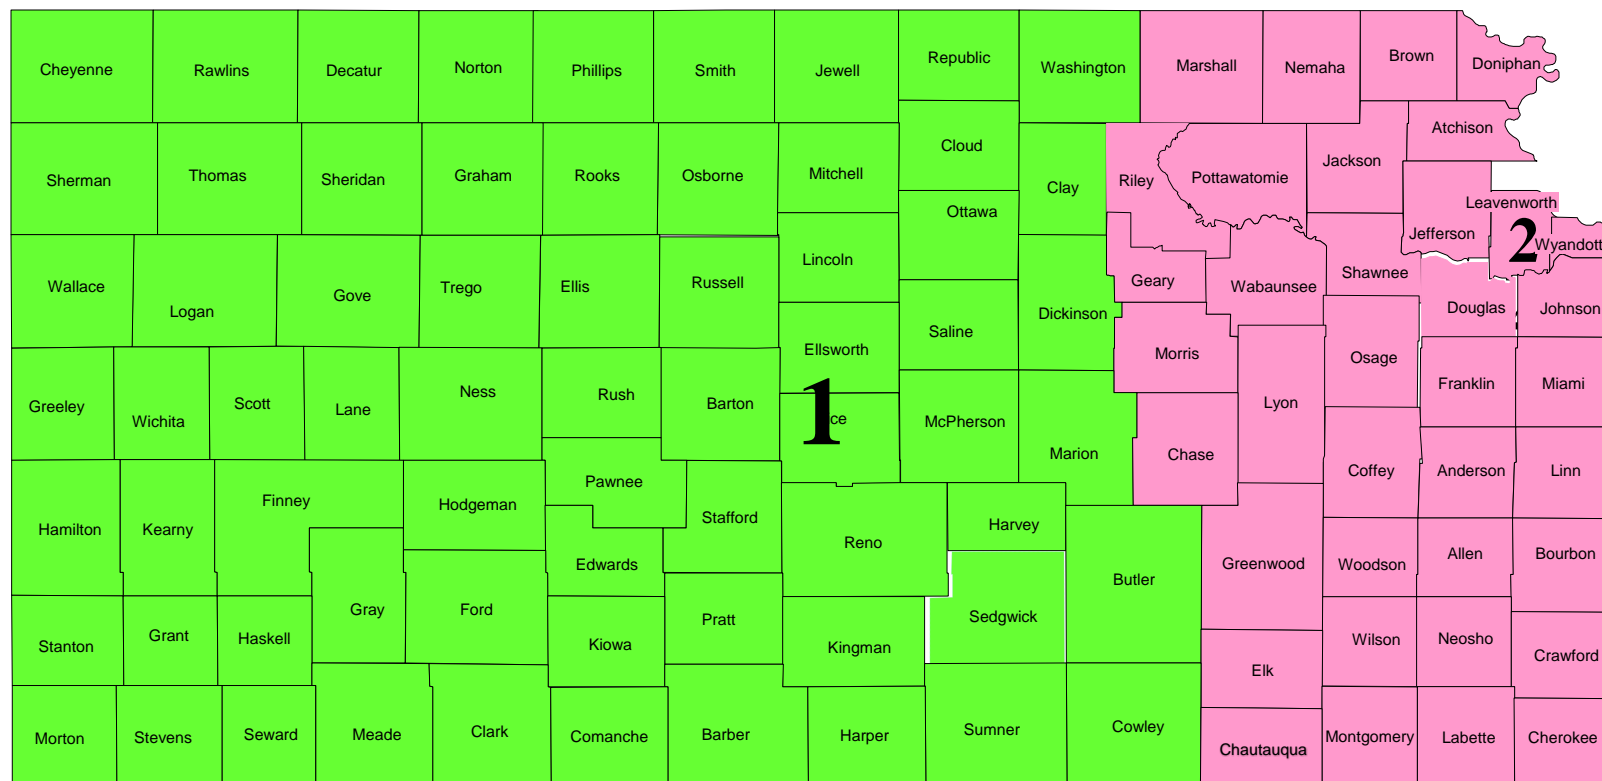 Cheyenne
Rawlins
Decatur
Norton
Phillips
Smith
Jewell
Republic
Washington
Marshall
Nemaha
Brown
Doniphan
Sherman
Thomas
Sheridan
Graham
Rooks
Osborne
Mitchell
Cloud
Clay
Riley
Pottawatomie
Jackson
Atchison
Ottawa
Leavenworth
Jefferson
2
Wyandott
Wallace
Logan
Gove
Trego
Ellis
Russell
Lincoln
Saline
Dickinson
Geary
Wabaunsee
Shawnee
Douglas
Johnson
Greeley
Wichita
Scott
Lane
Ness
Rush
Barton
Ellsworth
1
ce
McPherson
Marion
Morris
Chase
Lyon
Osage
Franklin
Miami
Hamilton
Kearny
Finney
Hodgeman
Pawnee
Stafford
Edwards
Reno
Harvey
Butler
Greenwood
Coffey
Anderson
Linn
Woodson
Allen
Bourbon
Stanton
Grant
Haskell
Gray
Ford
Kiowa
Pratt
Kingman
Sedgwick
Elk
Wilson
Neosho
Crawford
Morton
Stevens
Seward
Meade
Clark
Comanche
Barber
Harper
Sumner
Cowley
Chautauqua
Montgomery
Labette
Cherokee